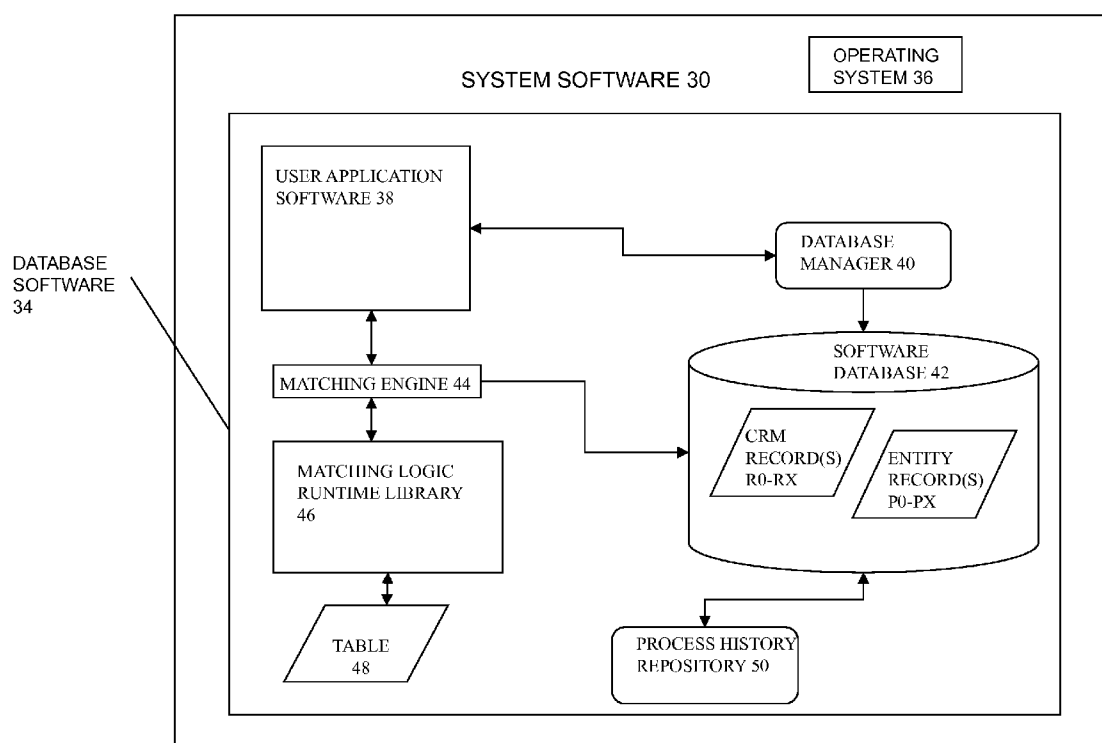 OPERATING
SYSTEM 36
SYSTEM SOFTWARE 30
USER APPLICATION
SOFTWARE 38
DATABASE
MANAGER 40
DATABASE
SOFTWARE
34
SOFTWARE
DATABASE 42
MATCHING ENGINE 44
CRM
RECORD(S)
R0-RX
ENTITY
RECORD(S)
P0-PX
MATCHING LOGIC
RUNTIME LIBRARY
46
TABLE
48
PROCESS HISTORY
REPOSITORY 50